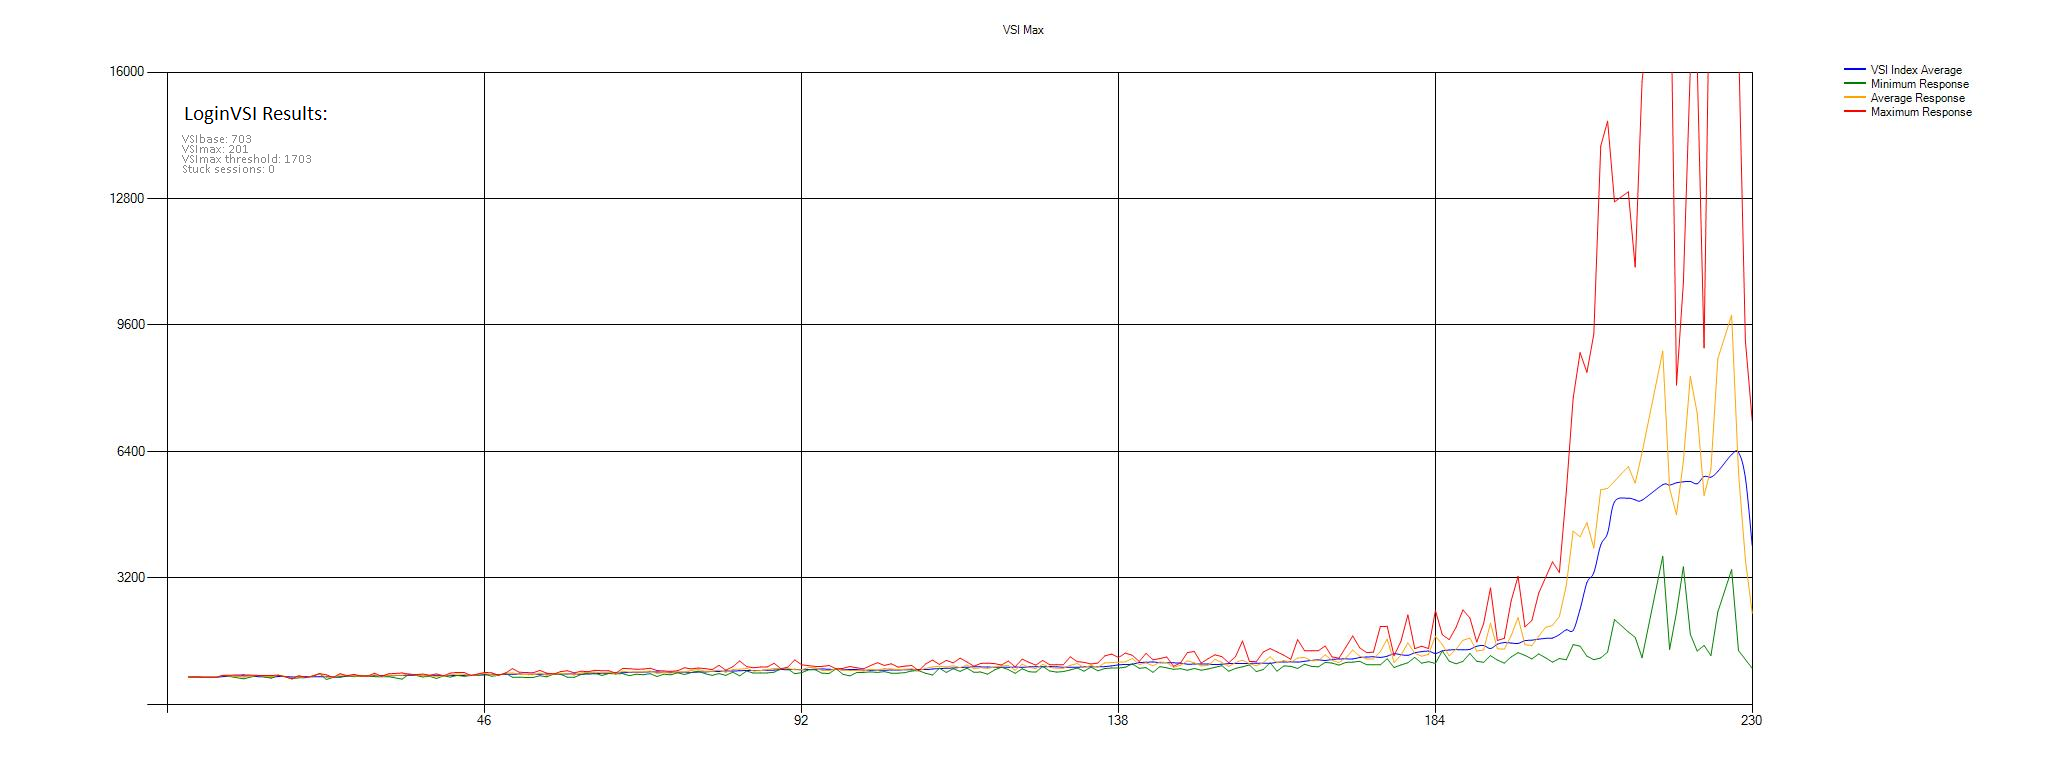 VSI Max
16000
12800
9600
6400
3200
LoginVSI Results:
VSIbase: 703
VSImax: 201
VSImax threshold: 1703
Stuck sessions: 0
VSI Index Average
Minimum Response
Average Response
Maximum Response
46
92
138
184
230